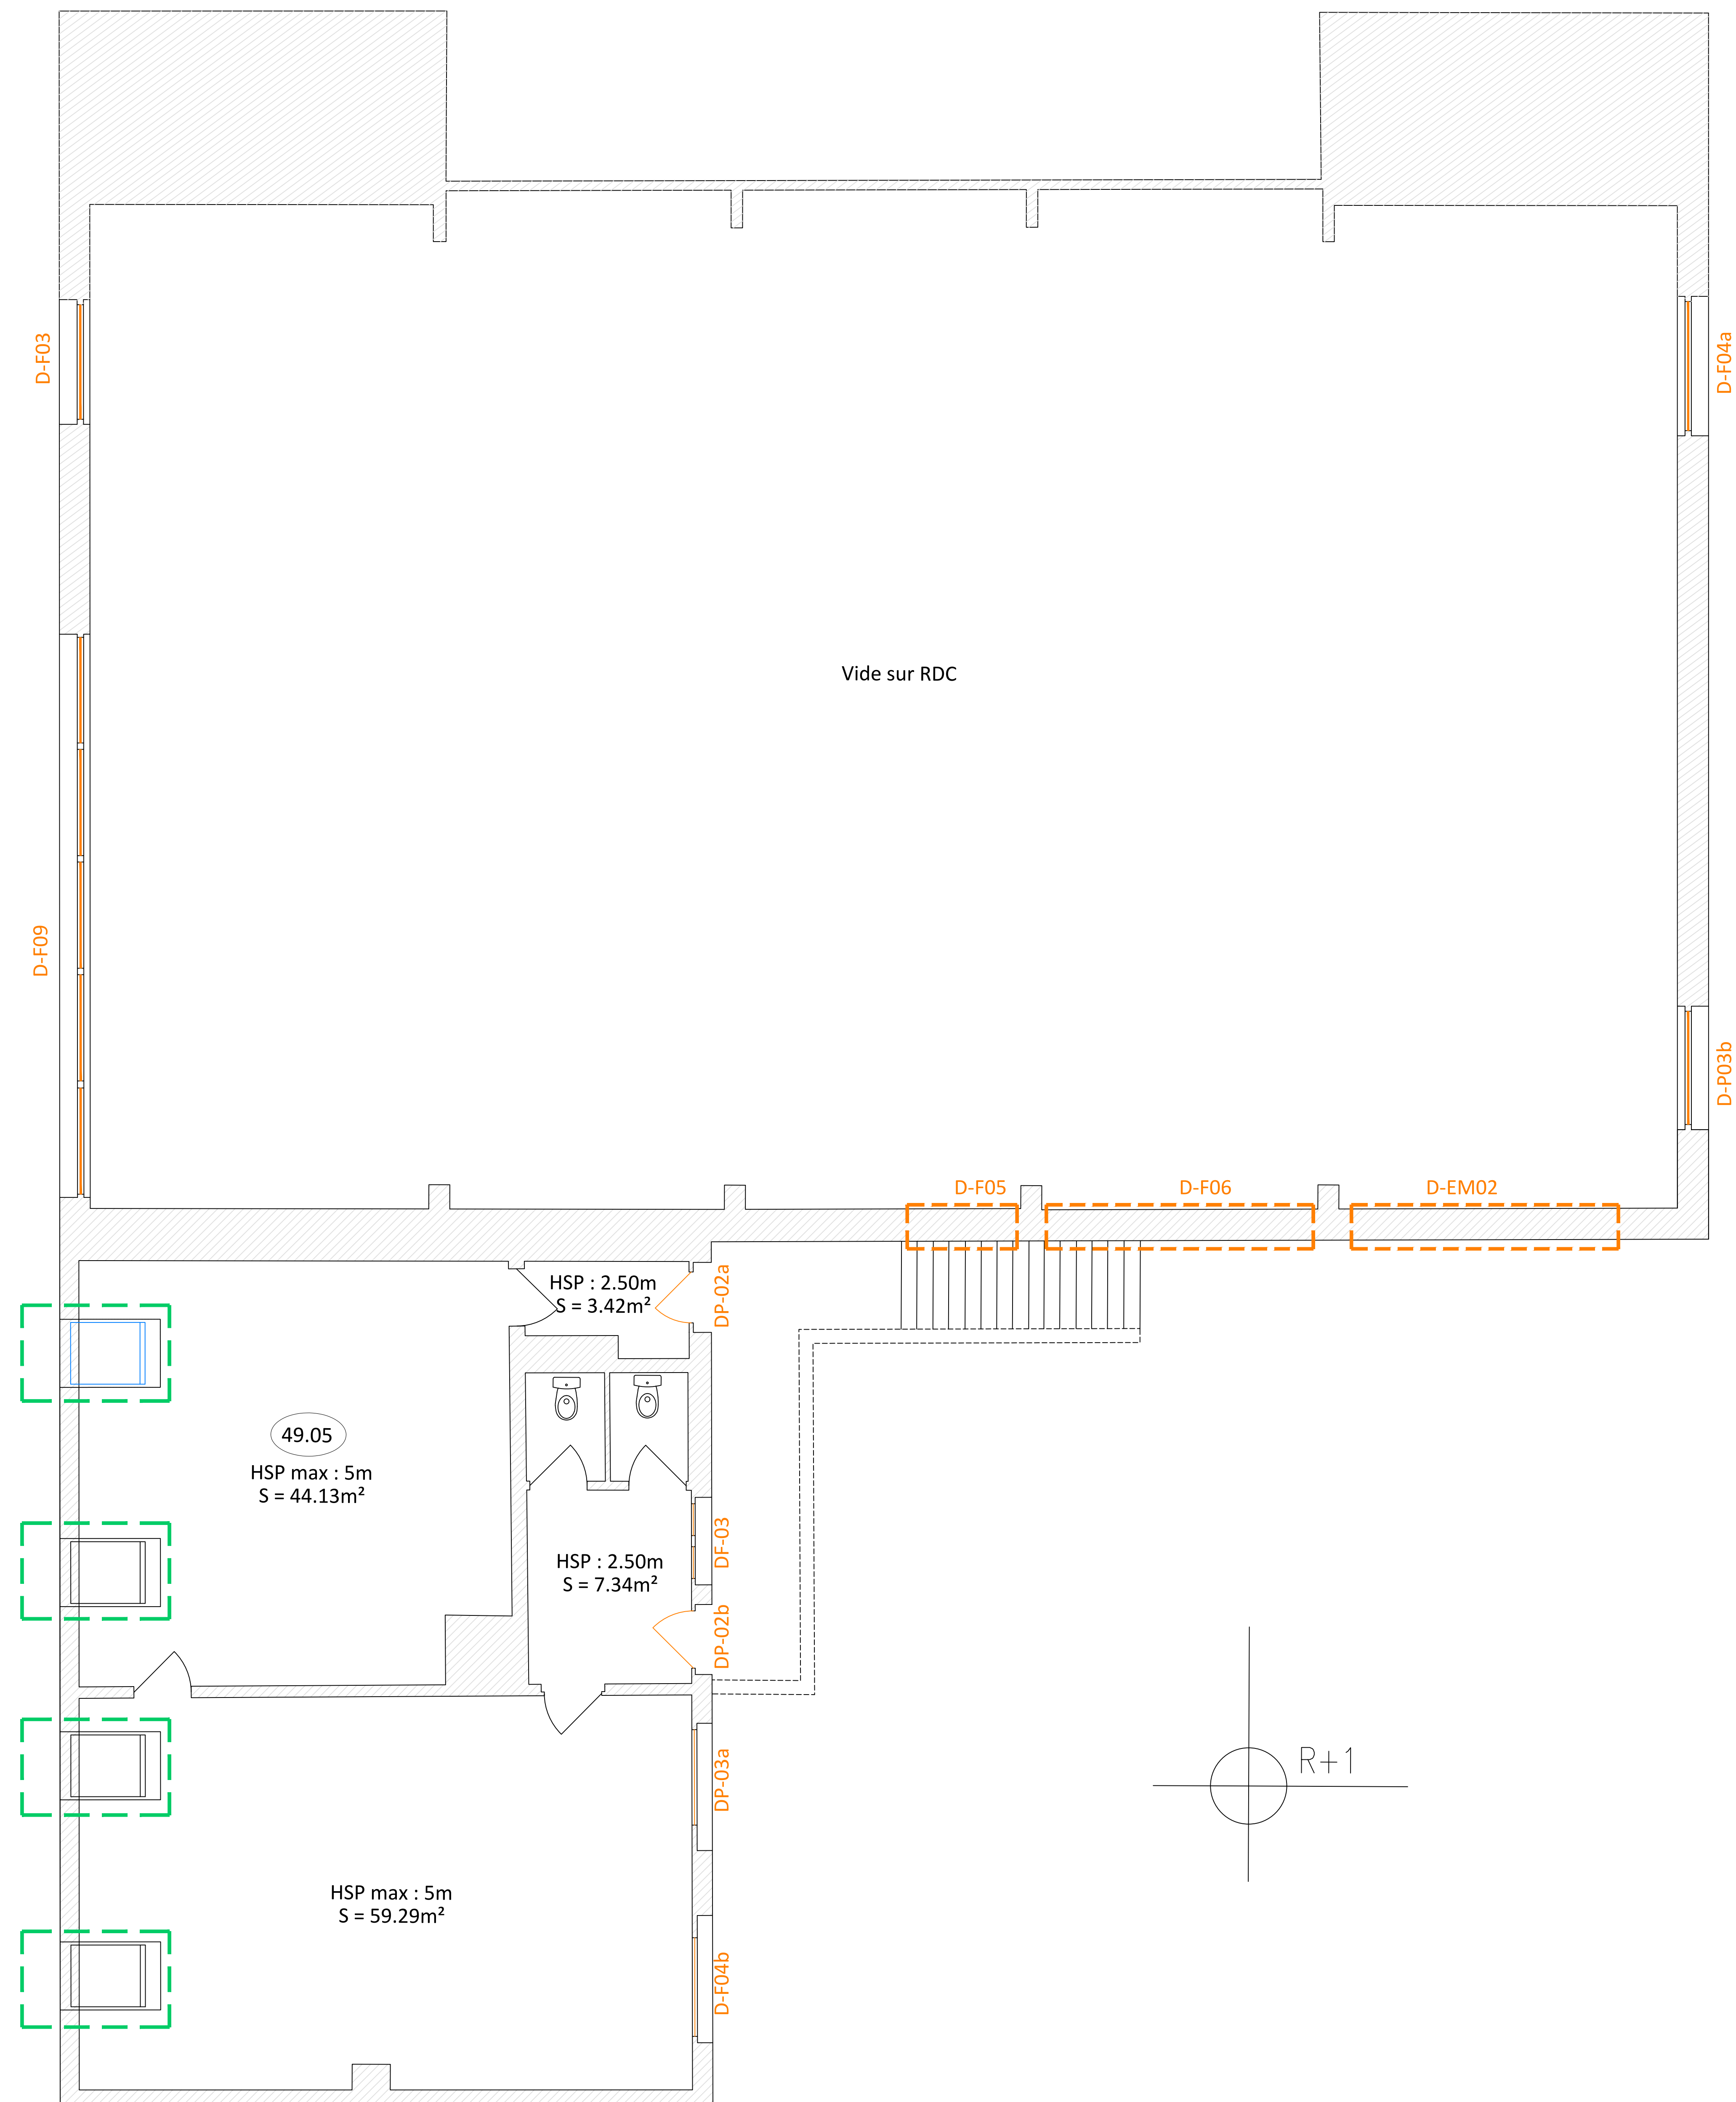 D-F03
D-F04a
Vide sur RDC
D-F09
D-P03b
D-F05
D-F06
D-EM02
HSP : 2.50m
S = 3.42m²
DP-02a
49.05
HSP max : 5m
S = 44.13m²
HSP : 2.50m
S = 7.34m²
DF-03
DP-02b
R+1
DP-03a
HSP max : 5m
S = 59.29m²
D-F04b